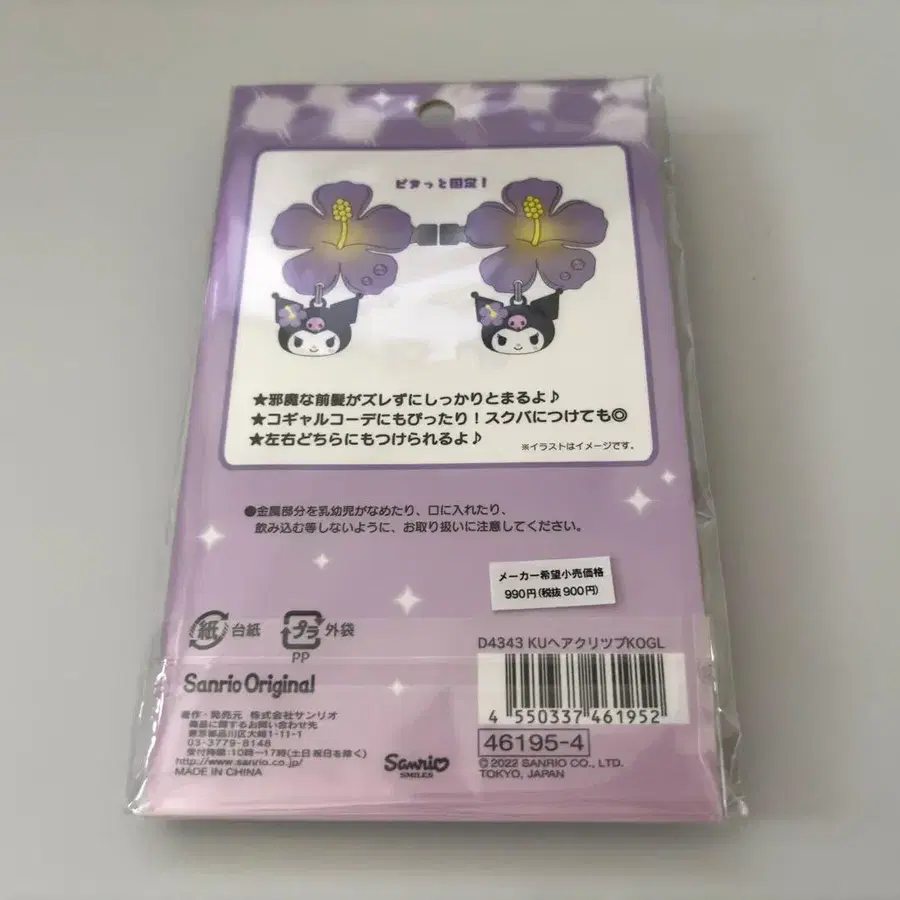 ピタっと固定!
★邪魔な前髪がズレずにしっかりとまるよ♪
★コギャルコーデにもぴったり!スクバにつけても◎
★左右どちらにもつけられるよ♪
※イラストはイメージです。
●金属部分を乳幼児がなめたり、口に入れたり、
飲み込む等しないように、お取り扱いに注意してください。
メーカー希望小売価格
990円(税抜900円)
紙 台紙
プラ 外袋
PP
D4343 KUヘアクリツプKOGL
4 550337 461952
46195-4
© 2022 SANRIO CO., LTD.
TOKYO, JAPAN
Sanrio Original
著作・発売元 株式会社サンリオ
商品に関するお問い合わせ先
東京都品川区大崎1-11-1
03-3779-8148
受付時間:10時〜17時(土日祝日を除く)
http://www.sanrio.co.jp/
MADE IN CHINA
Sanrio
SMILES